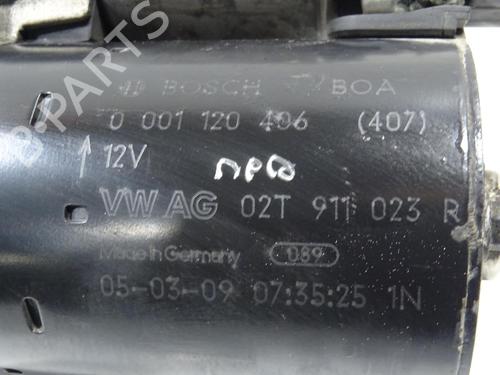 BOSCH BOA
0 001 120 406 (407)
12V
VW AG 02T 911 023 R
Made in Germany 089
05-03-09 07:35:25 1N
B-PARTS